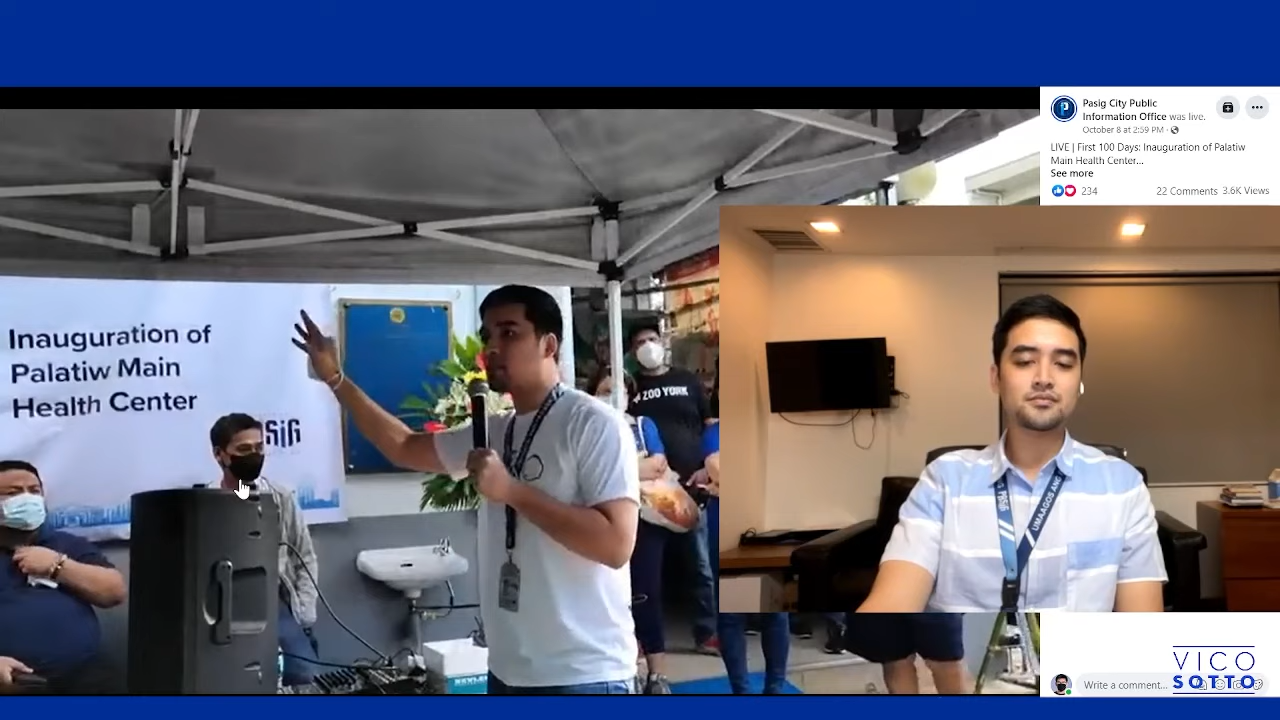 Inauguration of
Palatiw Main
Health Center
ZOO YORK
Pasig City Public
Information Office was live.
October 8 at 2:59 PM ·
LIVE | First 100 Days: Inauguration of Palatiw
Main Health Center...
See more
234
22 Comments 3.6K Views
UMAAGOS ANG
Write a comment...
VICO
SOTTO